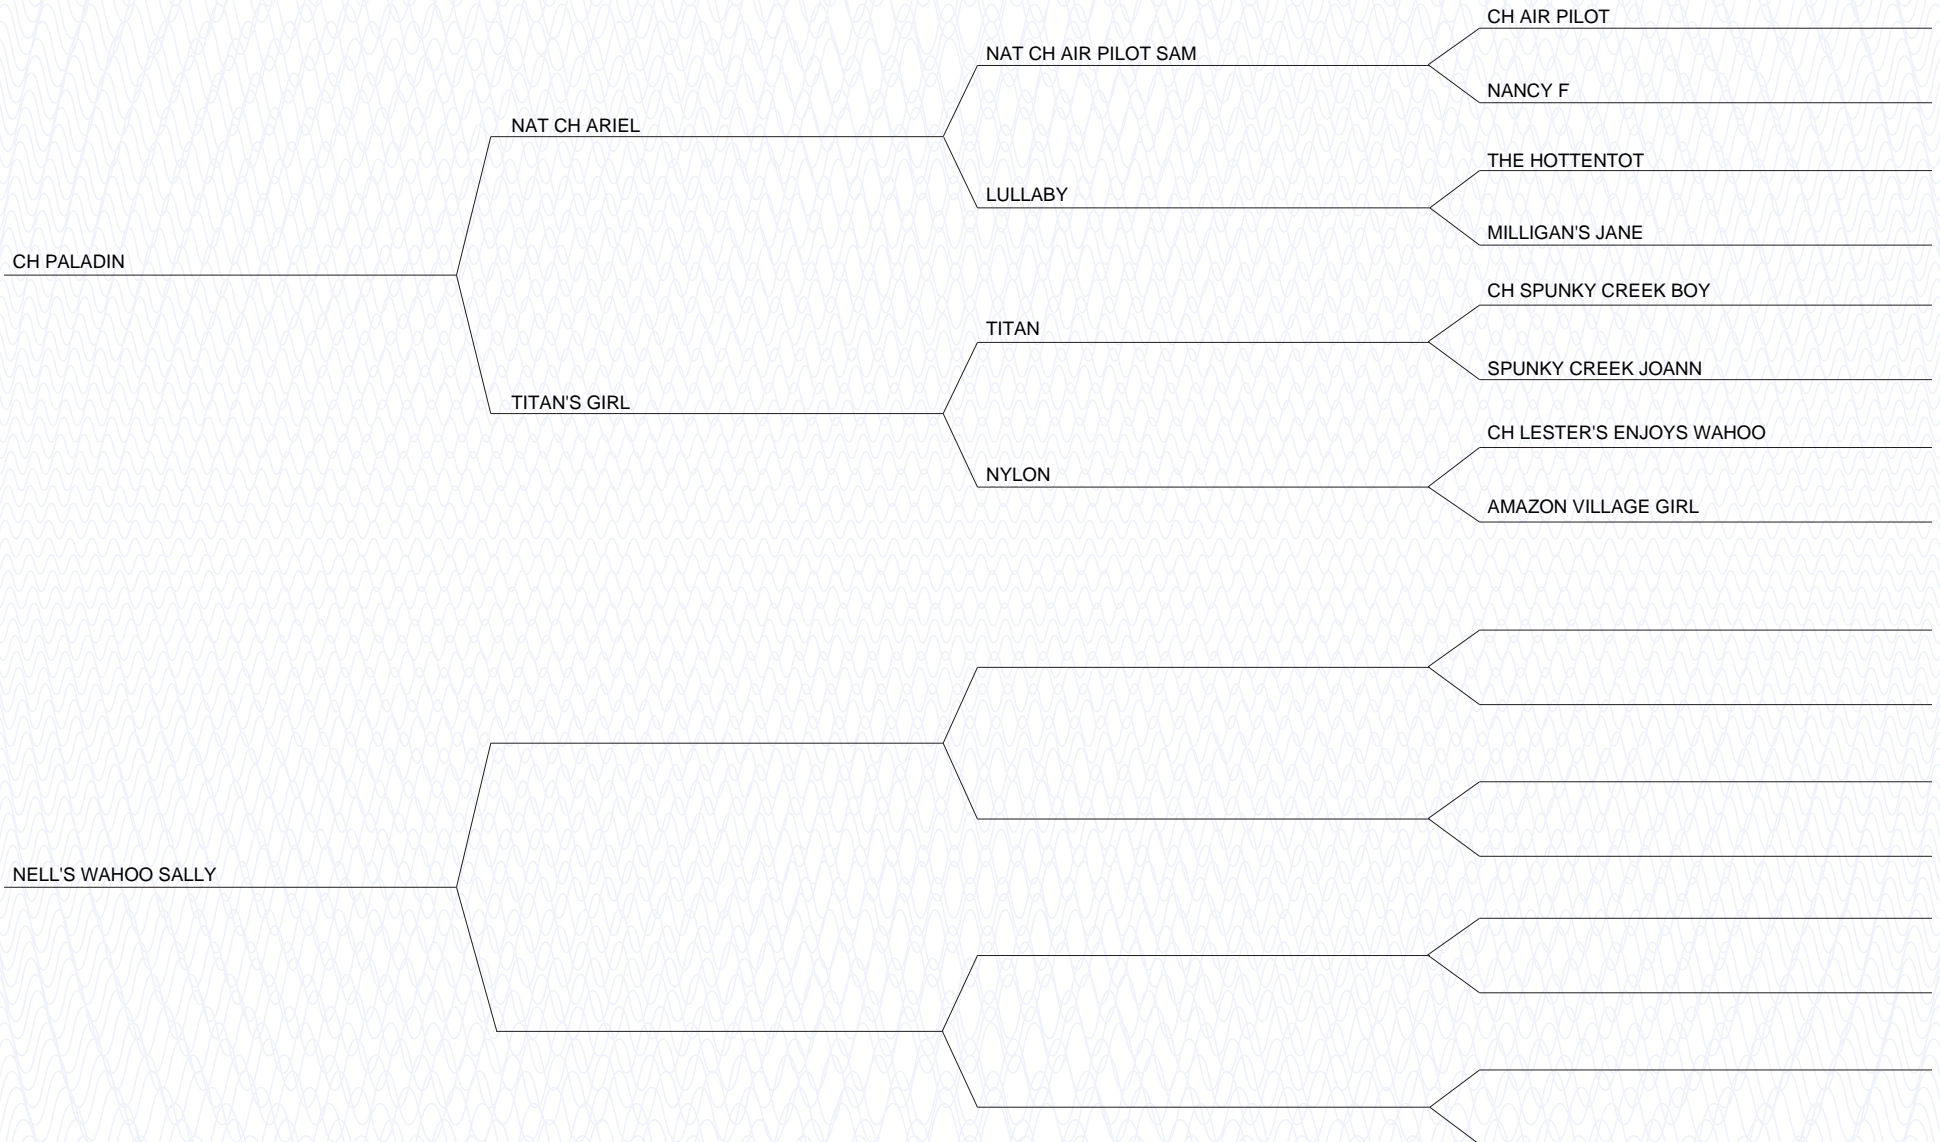 CH AIR PILOT
NAT CH AIR PILOT SAM
NANCY F
NAT CH ARIEL
THE HOTTENTOT
LULLABY
MILLIGAN'S JANE
CH PALADIN
CH SPUNKY CREEK BOY
TITAN
SPUNKY CREEK JOANN
TITAN'S GIRL
CH LESTER'S ENJOYS WAHOO
NYLON
AMAZON VILLAGE GIRL
NELL'S WAHOO SALLY